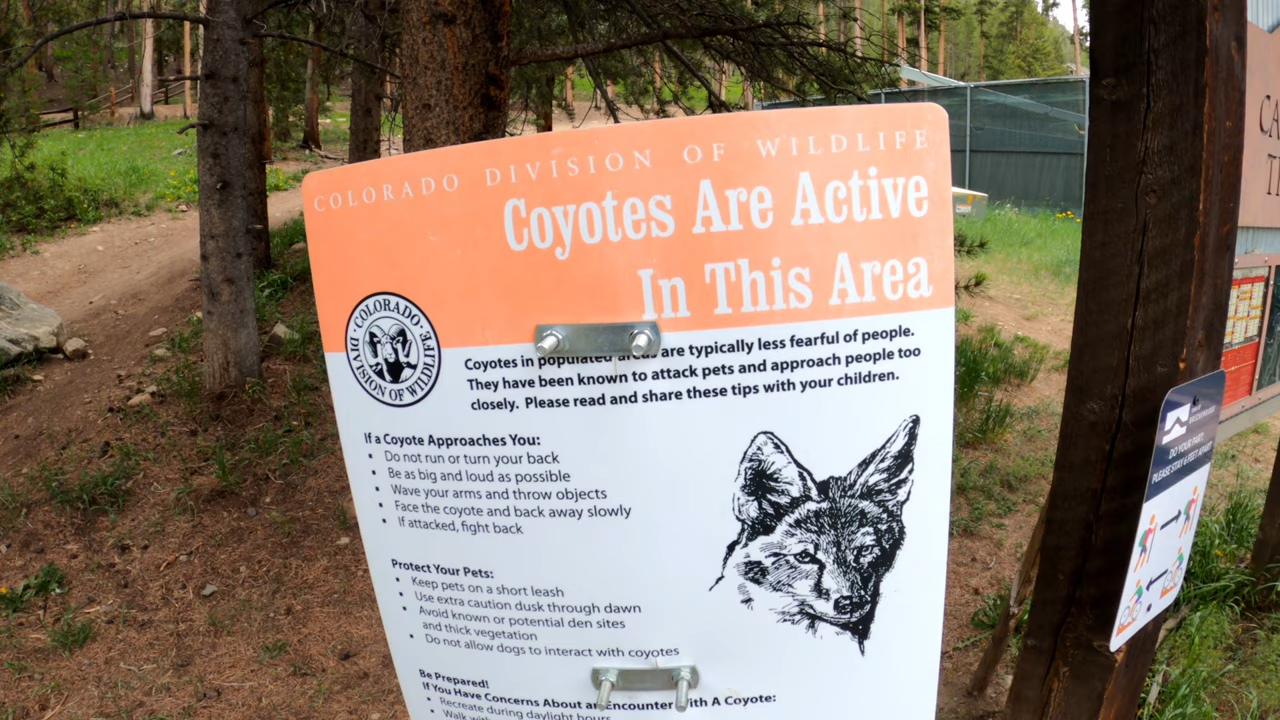 COLORADO DIVISION OF WILDLIFE
Coyotes Are Active
In This Area
COLORADO
DIVISION OF WILDLIFE
Coyotes in populated areas are typically less fearful of people.
They have been known to attack pets and approach people too
closely. Please read and share these tips with your children.
If a Coyote Approaches You:
• Do not run or turn your back
• Be as big and loud as possible
• Wave your arms and throw objects
• Face the coyote and back away slowly
• If attacked, fight back
Protect Your Pets:
• Keep pets on a short leash
• Use extra caution dusk through dawn
• Avoid known or potential den sites
and thick vegetation
• Do not allow dogs to interact with coyotes
Be Prepared!
If You Have Concerns About an Encounter With A Coyote:
• Recreate during daylight hours
• Walk
DO YOUR PART,
PLEASE STAY 6 FEET APART!